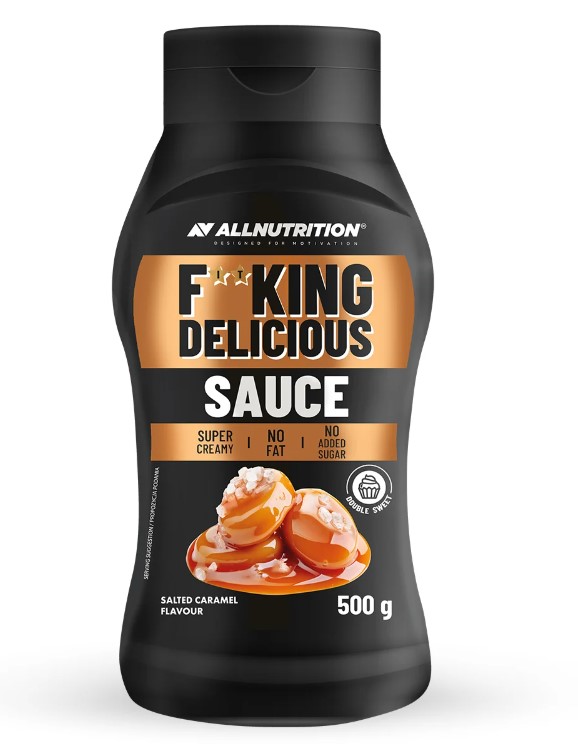 ALLNUTRITION®
DESIGNED FOR MOTIVATION
F**KING
I T
DELICIOUS
SAUCE
SUPER CREAMY | NO FAT | NO ADDED SUGAR
DOUBLE SWEET
SERVING SUGGESTION / PROPOZYCJA PODANIA
SALTED CARAMEL
FLAVOUR
500 g